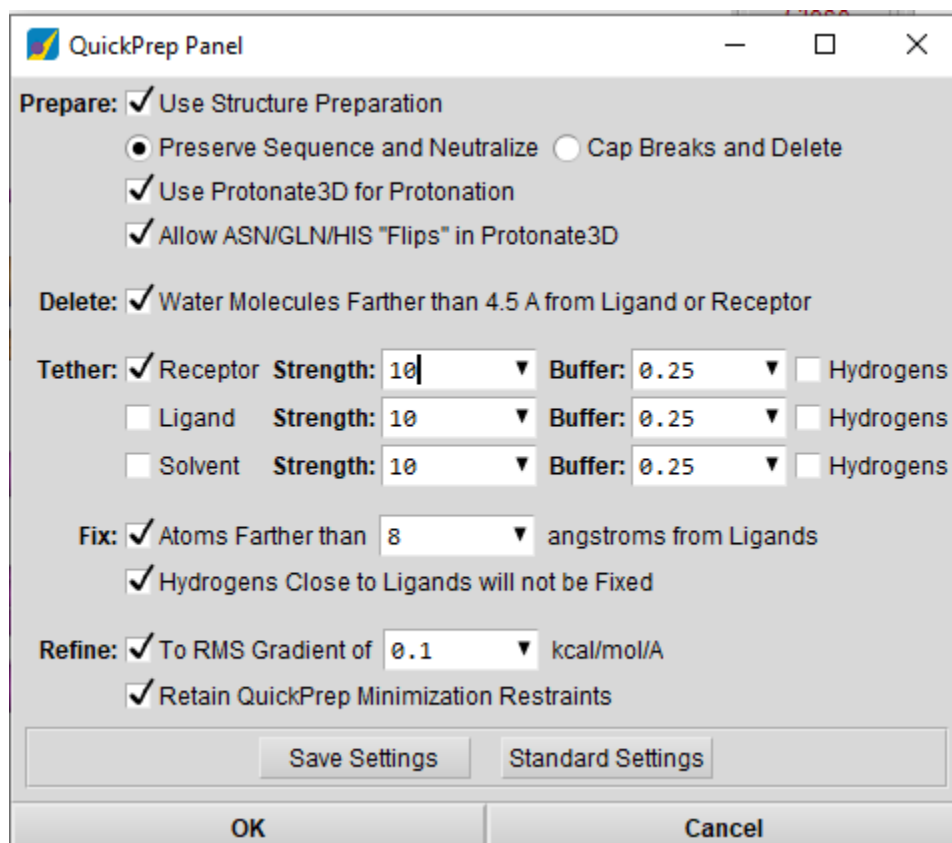 QuickPrep Panel
Prepare: Use Structure Preparation
Preserve Sequence and Neutralize Cap Breaks and Delete
Use Protonate3D for Protonation
Allow ASN/GLN/HIS "Flips" in Protonate3D
Delete: Water Molecules Farther than 4.5 A from Ligand or Receptor
Tether: Receptor Strength: 10 Buffer: 0.25 Hydrogens
Ligand Strength: 10 Buffer: 0.25 Hydrogens
Solvent Strength: 10 Buffer: 0.25 Hydrogens
Fix: Atoms Farther than 8 angstroms from Ligands
Hydrogens Close to Ligands will not be Fixed
Refine: To RMS Gradient of 0.1 kcal/mol/A
Retain QuickPrep Minimization Restraints
Save Settings Standard Settings
OK Cancel